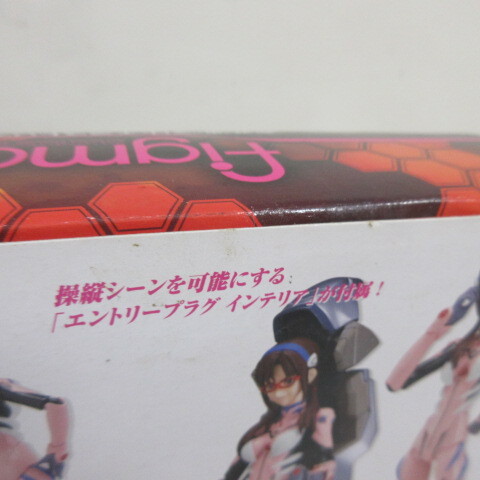 figma
操縦シーンを可能にする
「エントリープラグ インテリア」が付属!